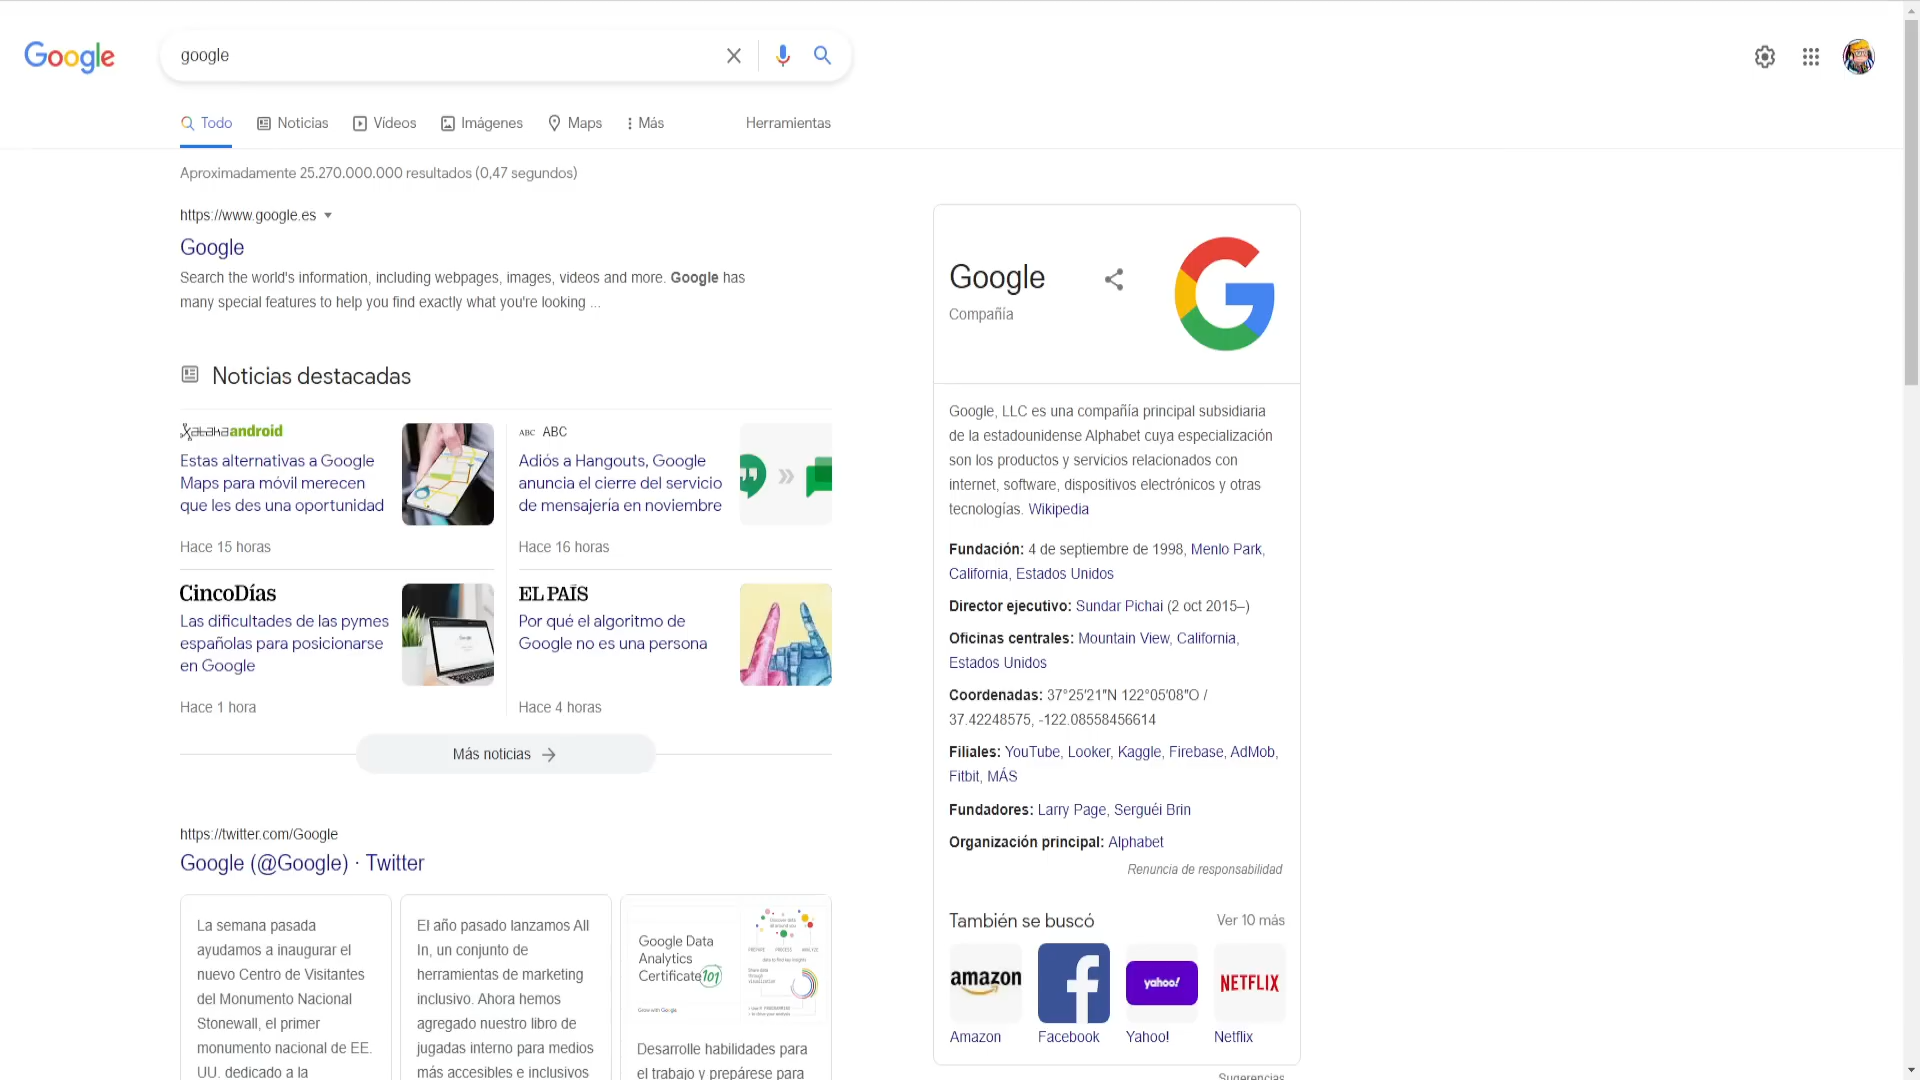 Google
google
Todo
Noticias
Vídeos
Imágenes
Maps
Más
Herramientas
Aproximadamente 25.270.000.000 resultados (0,47 segundos)
https://www.google.es
Google
Search the world's information, including webpages, images, videos and more. Google has
many special features to help you find exactly what you're looking ...
Noticias destacadas
Xatakandroid
Estas alternativas a Google
Maps para móvil merecen
que les des una oportunidad
Hace 15 horas
ABC ABC
Adiós a Hangouts, Google
anuncia el cierre del servicio
de mensajería en noviembre
Hace 16 horas
CincoDías
Las dificultades de las pymes
españolas para posicionarse
en Google
Hace 1 hora
EL PAÍS
Por qué el algoritmo de
Google no es una persona
Hace 4 horas
Más noticias
https://twitter.com/Google
Google (@Google) · Twitter
La semana pasada
ayudamos a inaugurar el
nuevo Centro de Visitantes
del Monumento Nacional
Stonewall, el primer
monumento nacional de EE.
UU. dedicado a la
El año pasado lanzamos All
In, un conjunto de
herramientas de marketing
inclusivo. Ahora hemos
agregado nuestro libro de
jugadas interno para medios
más accesibles e inclusivos
Google Data
Analytics
Certificate 101
Grow with Google
PREPARE PROCESS ANALYZE
Desarrolle habilidades para
el trabajo y prepárese para
Google
Compañía
Google, LLC es una compañía principal subsidiaria
de la estadounidense Alphabet cuya especialización
son los productos y servicios relacionados con
internet, software, dispositivos electrónicos y otras
tecnologías. Wikipedia
Fundación: 4 de septiembre de 1998, Menlo Park,
California, Estados Unidos
Director ejecutivo: Sundar Pichai (2 oct 2015–)
Oficinas centrales: Mountain View, California,
Estados Unidos
Coordenadas: 37°25′21″N 122°05′08″O /
37.42248575, -122.08558456614
Filiales: YouTube, Looker, Kaggle, Firebase, AdMob,
Fitbit, MÁS
Fundadores: Larry Page, Serguéi Brin
Organización principal: Alphabet
Renuncia de responsabilidad
También se buscó
Ver 10 más
amazon
yahoo!
NETFLIX
Amazon
Facebook
Yahoo!
Netflix
Sugerencias